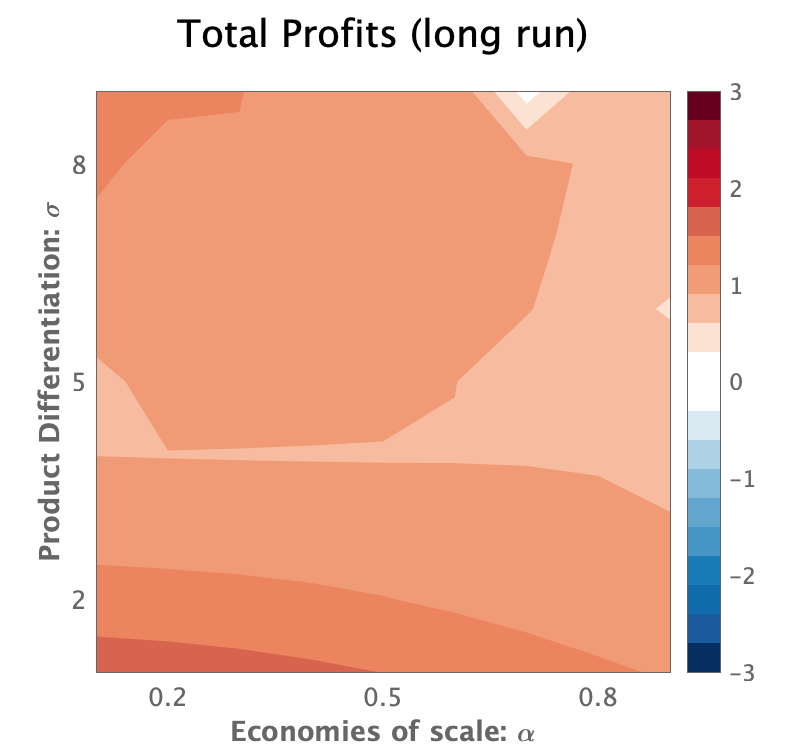 Total Profits (long run)
Product Differentiation: σ
8
5
2
0.2 0.5 0.8
Economies of scale: α
3
2
1
0
−1
−2
−3